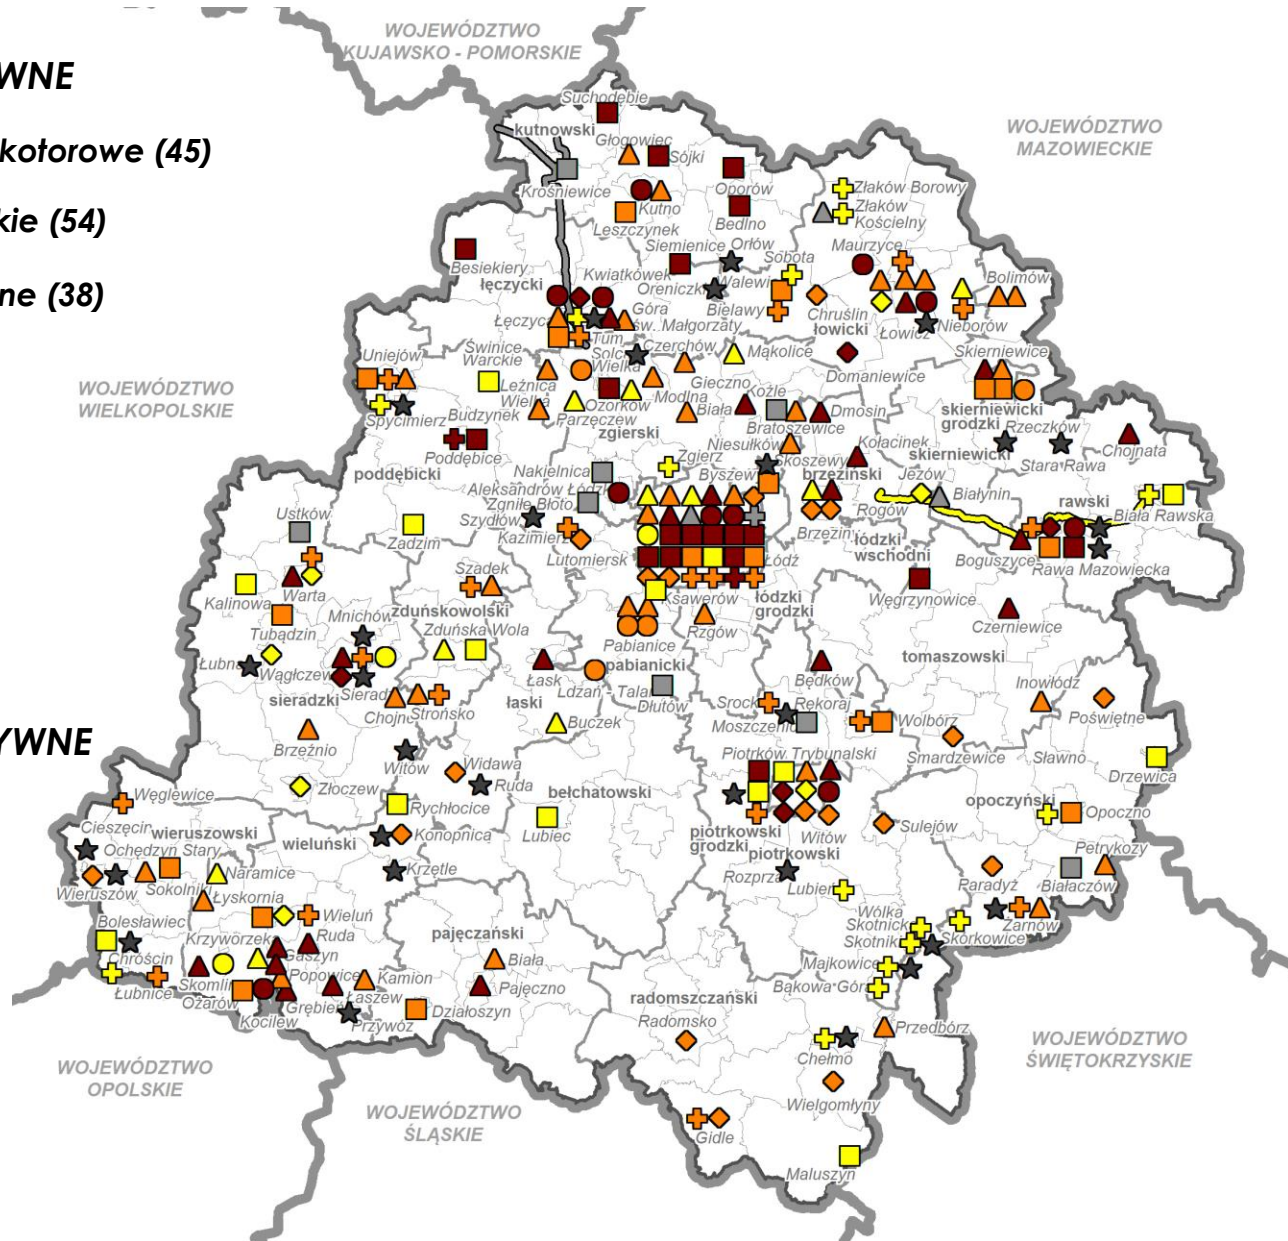 WNE
kotorowe (45)
kie (54)
ne (38)
YWNE
WOJEWÓDZTWO
KUJAWSKO - POMORSKIE
WOJEWÓDZTWO
MAZOWIECKIE
WOJEWÓDZTWO
WIELKOPOLSKIE
WOJEWÓDZTWO
OPOLSKIE
WOJEWÓDZTWO
ŚLĄSKIE
WOJEWÓDZTWO
ŚWIĘTOKRZYSKIE
Suchodębie
kutnowski
Głogowiec
Sójki
Krośniewice
Oporów
Kutno
Leszczynek
Bedlno
Złaków Borowy
Złaków
Kościelny
Siemienice
Orłów
Maurzyce
Besiekiery
łęczycki
Kwiatkówek
Oreniczki
Walewi
Sobota
Bielawy
Chruślin
łowicki
Łowicz
Nieborów
Bolimów
Łęczyca
Góra
św. Małgorzaty
Tum
Świnice
Warckie
Solca
Wielka
Czerchów
Mąkolice
Domaniewice
Skierniewice
Uniejów
Spycimierz
Leźnica
Wielka
Budzynek
Parzęczew
Ozorków
Modlna
Gieczno
Biała
Koźle
Bratoszewice
Dmosin
skierniewicki
grodzki
Rzeczków
zgierski
Poddębice
poddębicki
Niesułków
Skoszewy
Kołacinek
skierniewicki
Stara Rawa
Chojnata
Nakielnica
Zgierz
Byszew
brzeziński
Jeżów
Białynin
rawski
Aleksandrów Łódzki
Zgniłe Błoto
Ustków
Zadzim
Szydłów
Kazimierz
Lutomiersk
Łódź
Brzeziny
Rogów
łódzki
wschodni
Boguszyce
Rawa Mazowiecka
Biała Rawska
Kalinowa
Warta
Szadek
Ksawerów
łódzki
grodzki
Węgrzynowice
Czerniewice
Tubądzin
Mnichów
zduńskowolski
Zduńska Wola
Pabianice
Rzgów
pabianicki
Łubna
Wągłczew
Sieradz
sieradzki
Łask
łaski
Ldzań - Talar
Dłutów
Będków
tomaszowski
Inowłódz
Poświętne
Chojne
Strońsko
Buczek
Srock
Rękoraj
Moszczenica
Wolbórz
Brzeźnio
Witów
Widawa
Ruda
Piotrków Trybunalski
Smardzewice
Sławno
Drzewica
Złoczew
Rychłocice
bełchatowski
Węglewice
Cieszęcin
wieruszowski
wieluński
Konopnica
Lubiec
piotrkowski
grodzki
Witów
piotrkowski
Sulejów
opoczyński
Opoczno
Ochędzyn Stary
Wieruszów
Sokolniki
Naramice
Krzętle
Rozprza
Lubień
Paradyż
Petrykozy
Białaczów
Łyskornia
Bolesławiec
Wieluń
Wólka
Skotnicka
Skotniki
Skórkowice
Żarnów
Krzyworzeka
Ruda
Gaszyn
pajęczański
Chróścin
Łubnice
Skomlin
Ożarów
Popowice
Kamion
Biała
Pajęczno
Majkowice
Bąkowa Góra
Grębień
Łaszew
Kocilew
Przywóz
Działoszyn
radomszczański
Radomsko
Przedbórz
Chełmo
Wielgomłyny
Gidle
Maluszyn